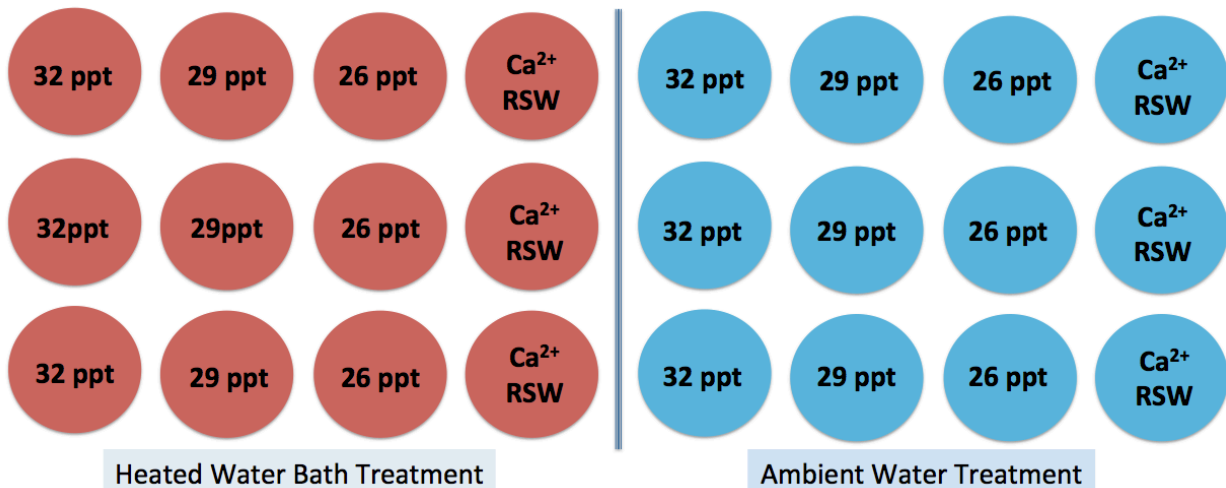 32 ppt 29 ppt 26 ppt Ca²⁺ RSW 32 ppt 29 ppt 26 ppt Ca²⁺ RSW
32ppt 29ppt 26 ppt Ca²⁺ RSW 32 ppt 29 ppt 26 ppt Ca²⁺ RSW
32 ppt 29 ppt 26 ppt Ca²⁺ RSW 32 ppt 29 ppt 26 ppt Ca²⁺ RSW
Heated Water Bath Treatment Ambient Water Treatment